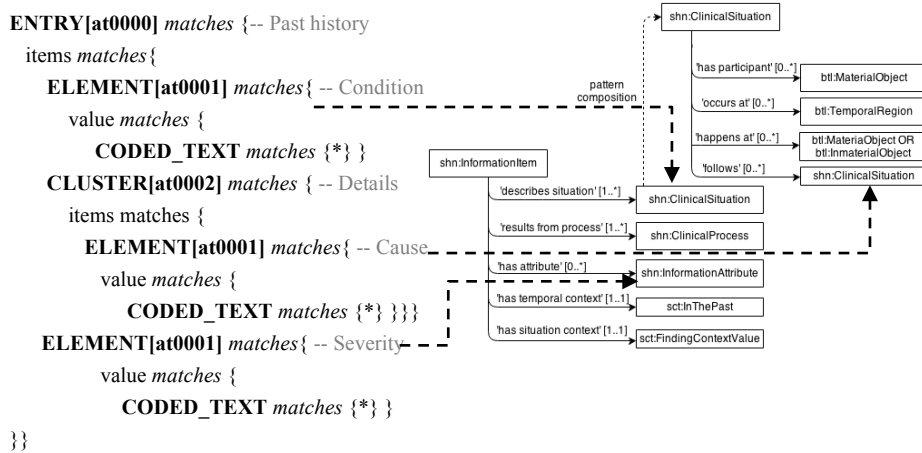 ENTRY[at0000] matches {-- Past history
items matches{
ELEMENT[at0001] matches{ -- Condition
value matches {
CODED_TEXT matches {*} }
CLUSTER[at0002] matches { -- Details
items matches {
ELEMENT[at0001] matches{ -- Cause
value matches {
CODED_TEXT matches {*} }}}
ELEMENT[at0001] matches{ -- Severity
value matches {
CODED_TEXT matches {*} }
}}
shn:ClinicalSituation
pattern
composition
'has participant' [0..*]
btl:MaterialObject
'occurs at' [0..*]
btl:TemporalRegion
'happens at' [0..*]
btl:MateriaObject OR
btl:InmaterialObject
'follows' [0..*]
shn:ClinicalSituation
shn:InformationItem
'describes situation' [1..*]
shn:ClinicalSituation
'results from process' [1..*]
shn:ClinicalProcess
'has attribute' [0..*]
shn:InformationAttribute
'has temporal context' [1..1]
sct:InThePast
'has situation context' [1..1]
sct:FindingContextValue